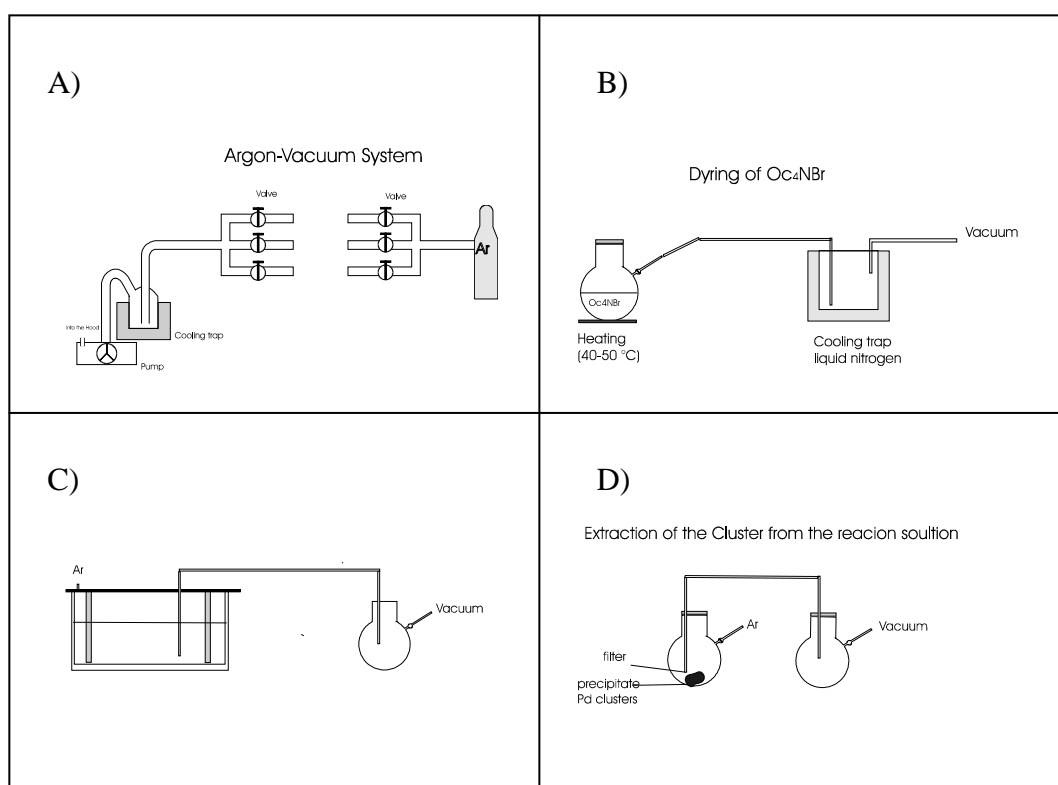 A)
Argon-Vacuum System
Valve
Valve
Ar
into the Hood
Cooling trap
Pump
B)
Dyring of Oc4NBr
Vacuum
Oc4NBr
Heating
(40-50 °C)
Cooling trap
liquid nitrogen
C)
Ar
Vacuum
D)
Extraction of the Cluster from the reacion soultion
Ar
Vacuum
filter
precipitate
Pd clusters